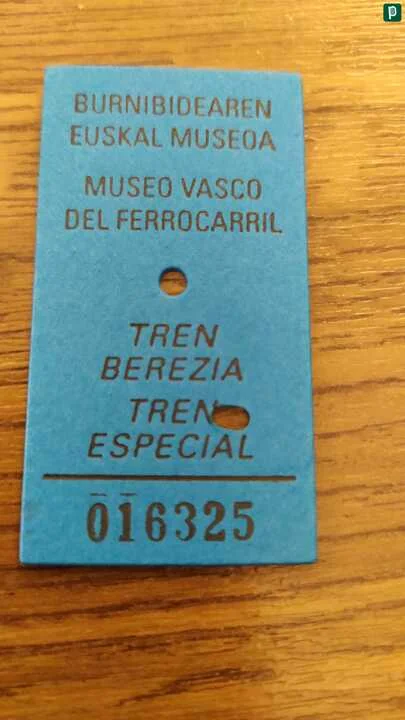 BURNIBIDEAREN
EUSKAL MUSEOA
MUSEO VASCO
DEL FERROCARRIL
TREN
BEREZIA
TREN
ESPECIAL
016325
p